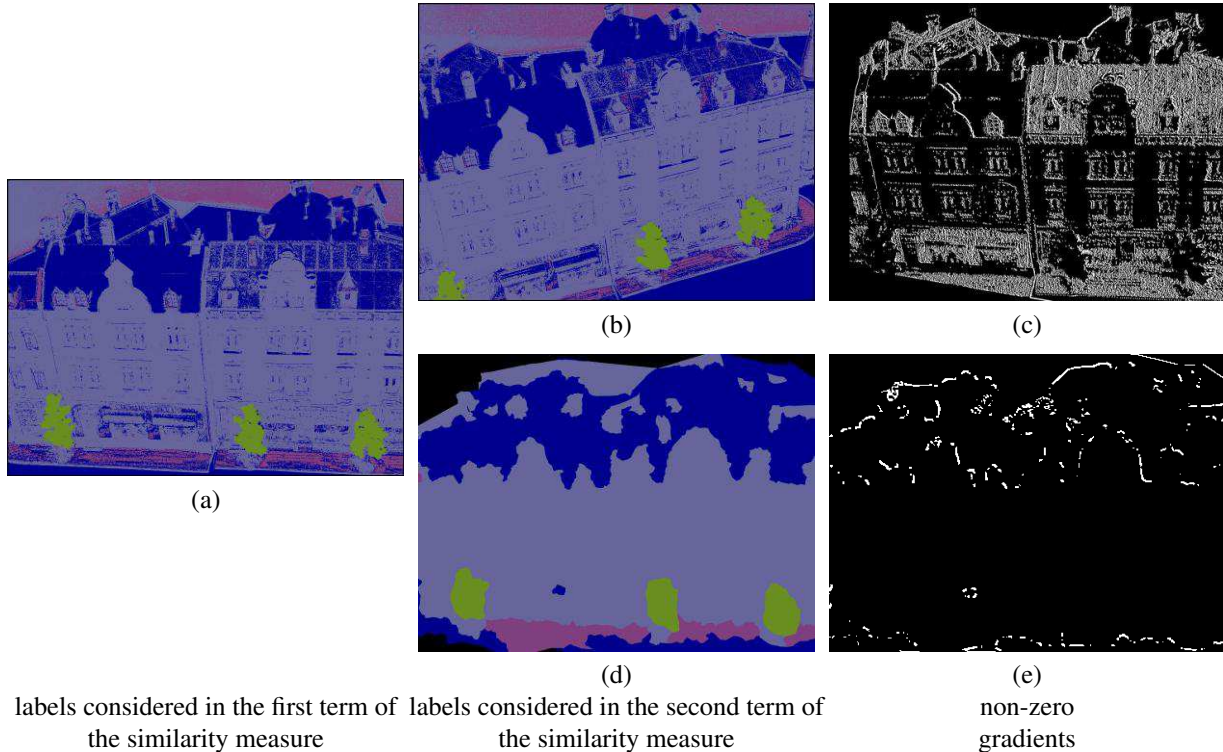 (b)
(c)
(a)
(d)
(e)
labels considered in the first term of
the similarity measure
labels considered in the second term of
the similarity measure
non-zero
gradients